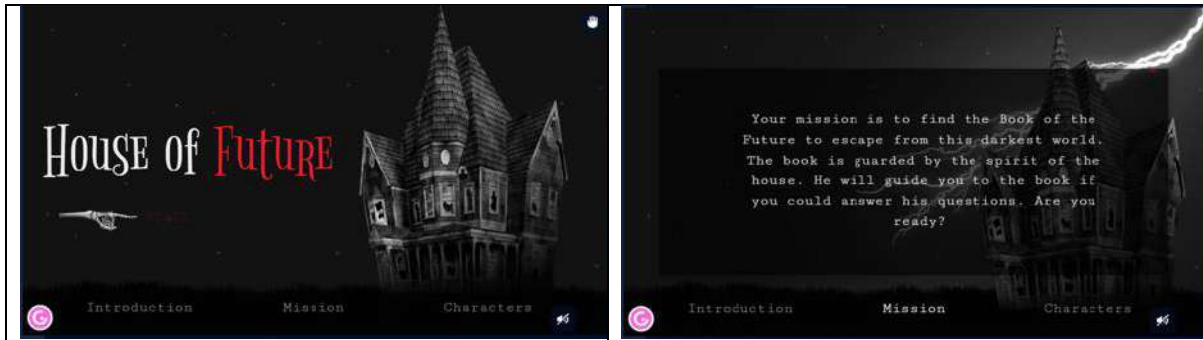 House of Future
START
Introduction Mission Characters
Your mission is to find the Book of the
Future to escape from this darkest world.
The book is guarded by the spirit of the
house. He will guide you to the book if
you could answer his questions. Are you
ready?
Introduction Mission Characters